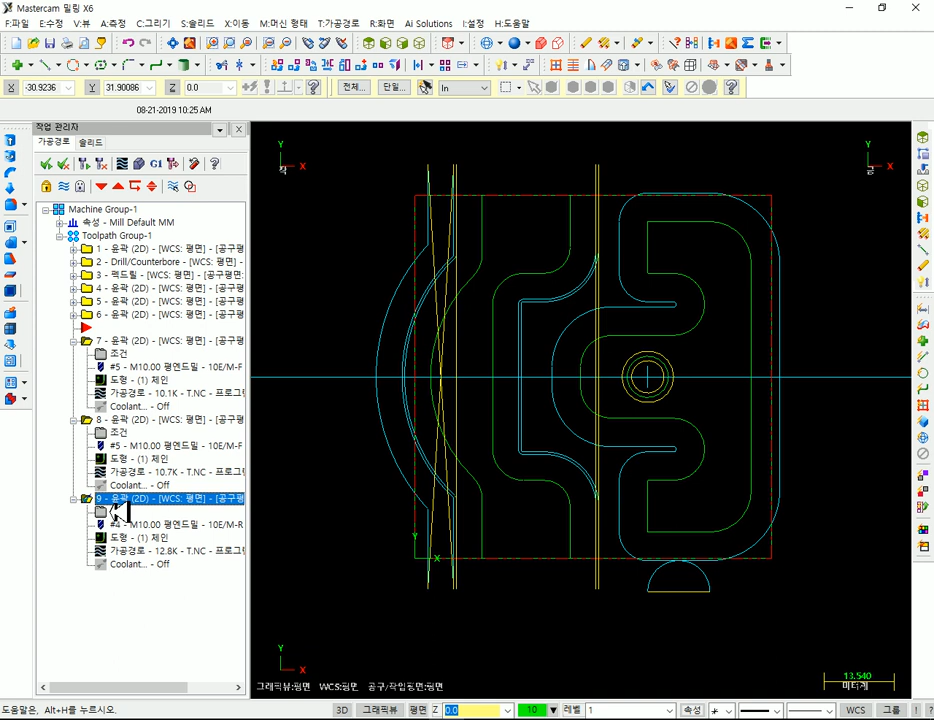 Mastercam 밀링 X6
F:파일 E:수정 V:뷰 A:측정 C:그리기 S:솔리드 X:이동 M:머신 형태 T:가공경로 R:화면 Ai Solutions I:설정 H:도움말
X -30.9236 Y 31.90086 Z 0.0 전체... 단일... In
08-21-2019 10:25 AM
작업 관리자
가공경로 솔리드
G1
Machine Group-1
속성 - Mill Default MM
Toolpath Group-1
1 - 윤곽 (2D) - [WCS: 평면] - [공구평
2 - Drill/Counterbore - [WCS: 평면]
3 - 펙드릴 - [WCS: 평면] - [공구평면:
4 - 윤곽 (2D) - [WCS: 평면] - [공구평
5 - 윤곽 (2D) - [WCS: 평면] - [공구평
6 - 윤곽 (2D) - [WCS: 평면] - [공구평
7 - 윤곽 (2D) - [WCS: 평면] - [공구평
조건
#5 - M10.00 평엔드밀 - 10E/M-F
도형 - (1) 체인
가공경로 - 10.1K - T.NC - 프로그
Coolant... - Off
8 - 윤곽 (2D) - [WCS: 평면] - [공구평
조건
#5 - M10.00 평엔드밀 - 10E/M-F
도형 - (1) 체인
가공경로 - 10.7K - T.NC - 프로그
Coolant... - Off
9 - 윤곽 (2D) - [WCS: 평면] - [공구평
#4 - M10.00 평엔드밀 - 10E/M-R
도형 - (1) 체인
가공경로 - 12.8K - T.NC - 프로그
Coolant... - Off
Y
X
Y
X
Y
X
Y
X
13.540
미터계
그래픽뷰:평면 WCS:평면 공구/작업평면:평면
도움말은, Alt+H를 누르시오.
3D 그래픽뷰 평면 Z 0.0 10 레벨 1 속성 WCS 그룹 ! ?